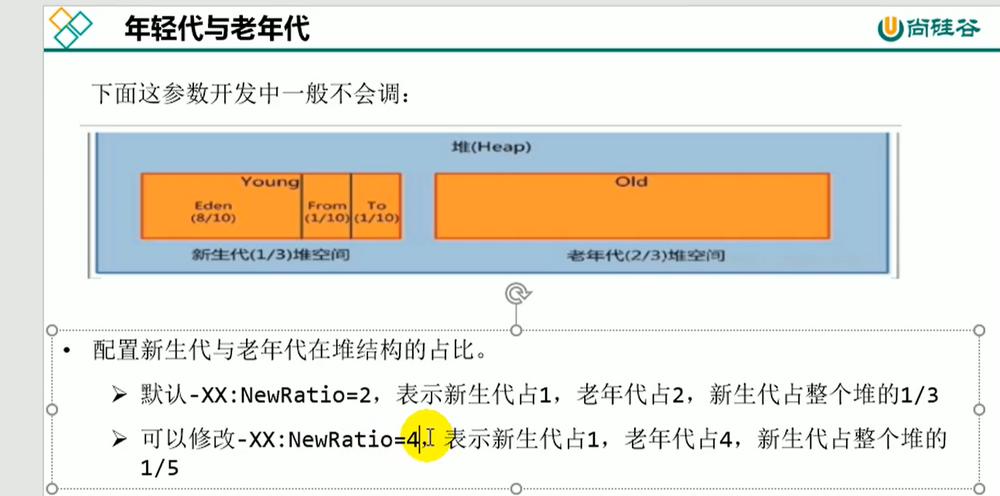 年轻代与老年代
尚硅谷
下面这参数开发中一般不会调：
堆(Heap)
Young
Old
Eden
(8/10)
From
(1/10)
To
(1/10)
新生代(1/3)堆空间
老年代(2/3)堆空间
• 配置新生代与老年代在堆结构的占比。
➢ 默认-XX:NewRatio=2，表示新生代占1，老年代占2，新生代占整个堆的1/3
➢ 可以修改-XX:NewRatio=4，表示新生代占1，老年代占4，新生代占整个堆的
1/5